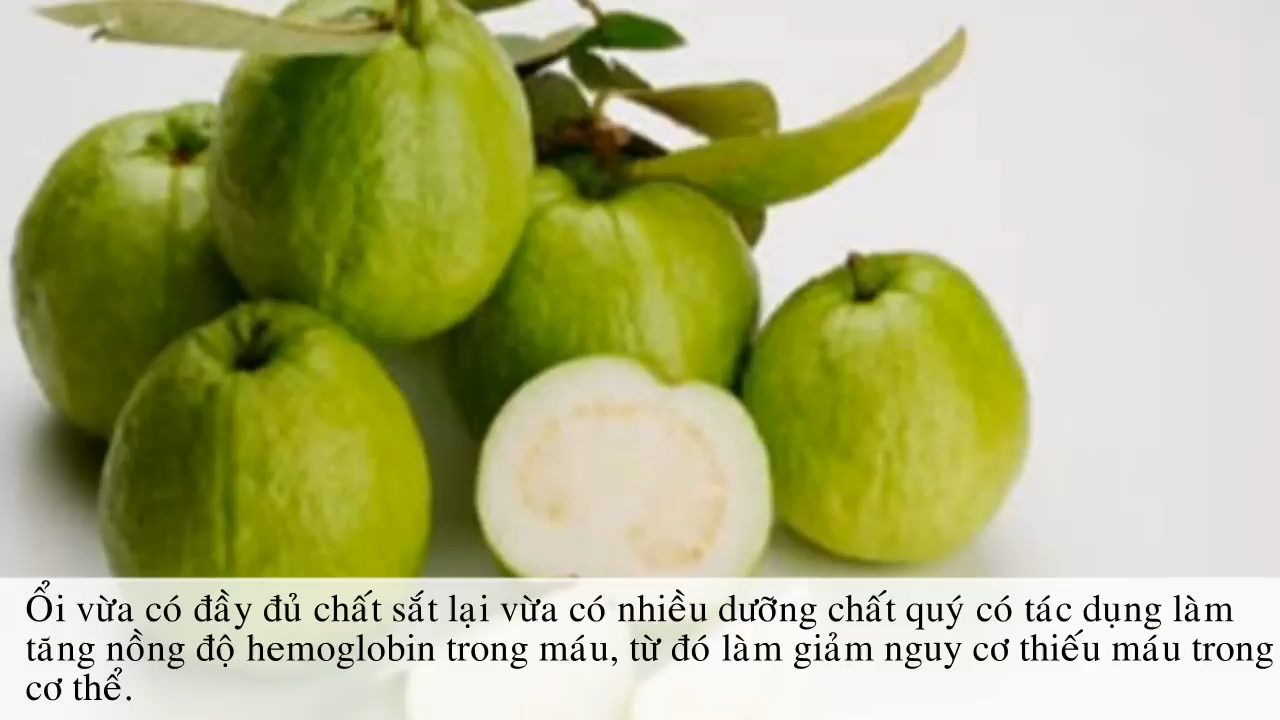 Ổi vừa có đầy đủ chất sắt lại vừa có nhiều dưỡng chất quý có tác dụng làm
tăng nồng độ hemoglobin trong máu, từ đó làm giảm nguy cơ thiếu máu trong
cơ thể.